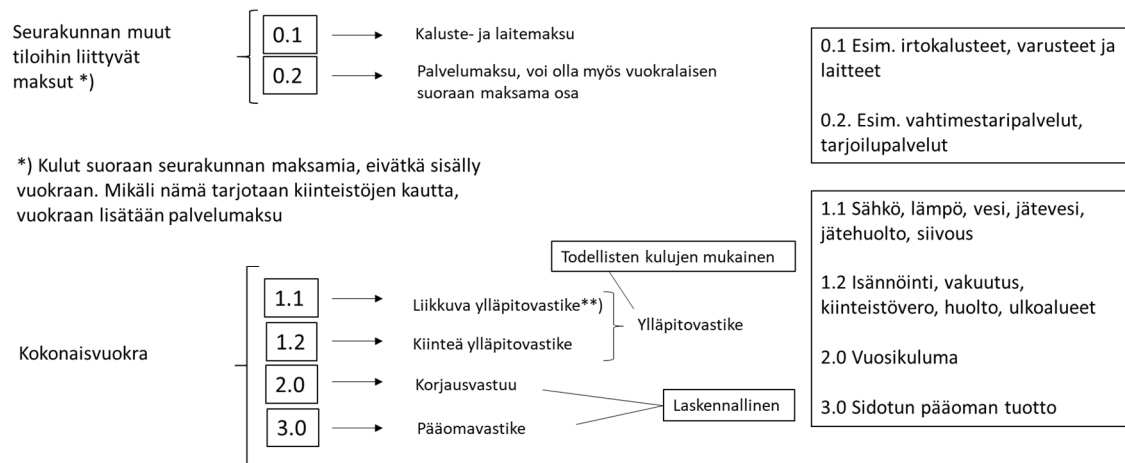 Seurakunnan muut
tiloihin liittyvät
maksut *)
0.1
Kaluste- ja laitemaksu
0.2
Palvelumaksu, voi olla myös vuokralaisen
suoraan maksama osa
0.1 Esim. irtokalusteet, varusteet ja
laitteet
0.2. Esim. vahtimestaripalvelut,
tarjoilupalvelut
*) Kulut suoraan seurakunnan maksamia, eivätkä sisälly
vuokraan. Mikäli nämä tarjotaan kiinteistöjen kautta,
vuokraan lisätään palvelumaksu
Kokonaisvuokra
1.1
Liikkuva ylläpitovastike**)
1.2
Kiinteä ylläpitovastike
2.0
Korjausvastuu
3.0
Pääomavastike
Todellisten kulujen mukainen
Ylläpitovastike
Laskennallinen
1.1 Sähkö, lämpö, vesi, jätevesi,
jätehuolto, siivous
1.2 Isännöinti, vakuutus,
kiinteistövero, huolto, ulkoalueet
2.0 Vuosikuluma
3.0 Sidotun pääoman tuotto